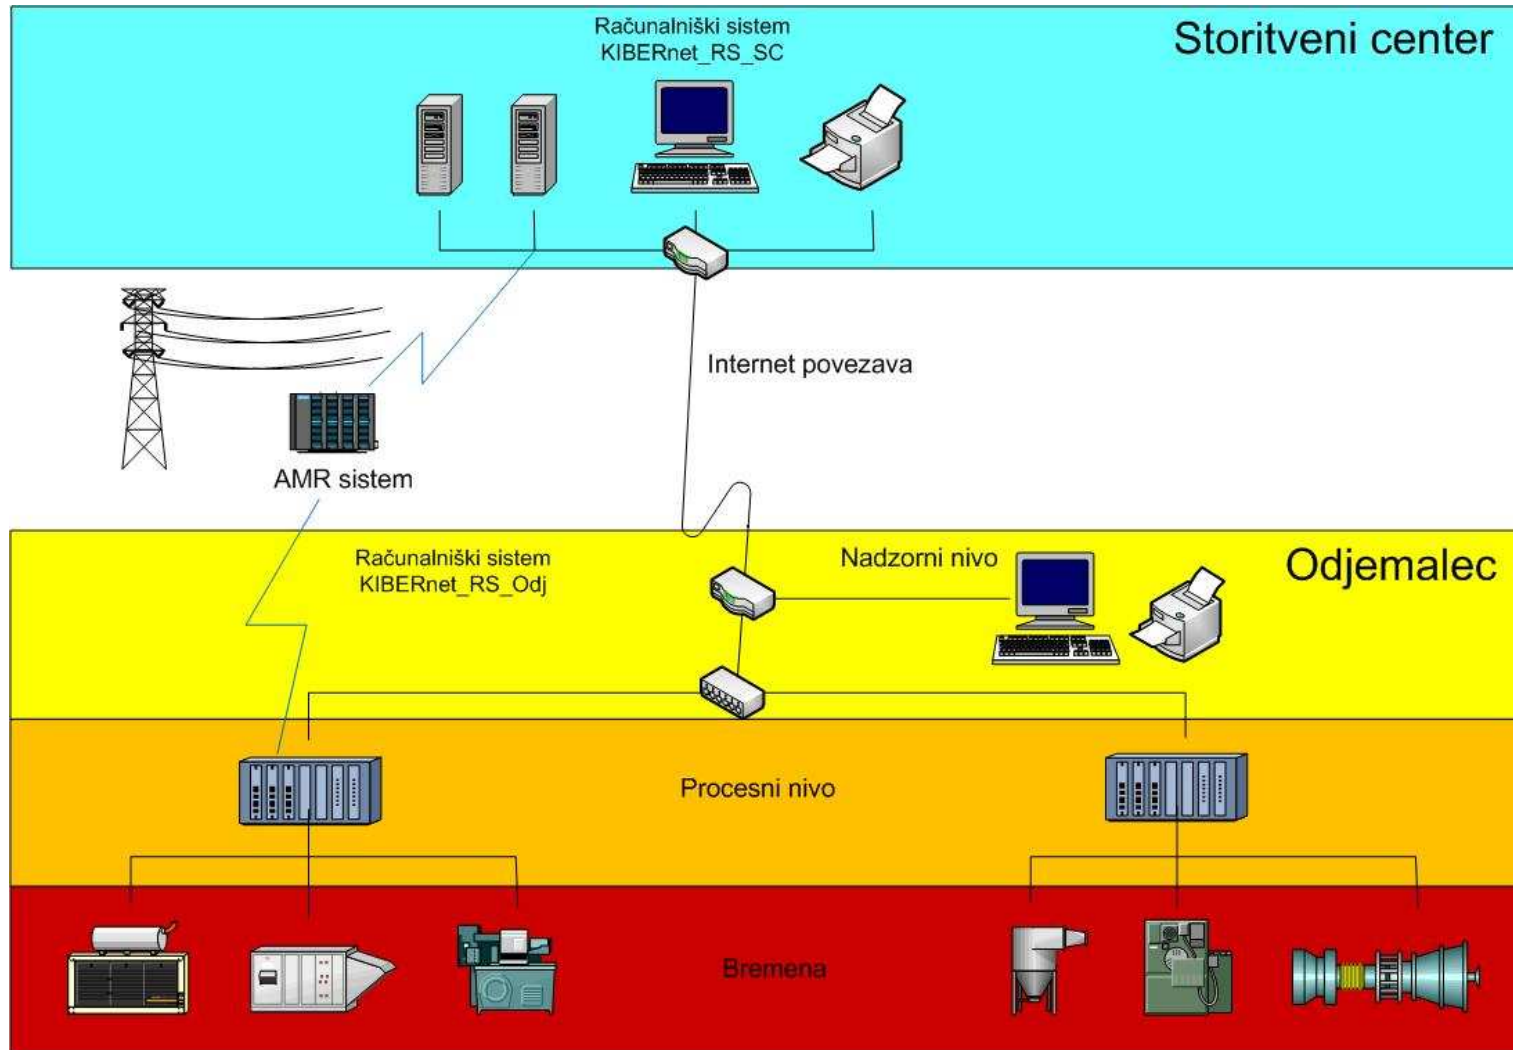 Računalniški sistem
KIBERnet_RS_SC
Storitveni center
Internet povezava
AMR sistem
Računalniški sistem
KIBERnet_RS_Odj
Nadzorni nivo
Odjemalec
Procesni nivo
Bremena